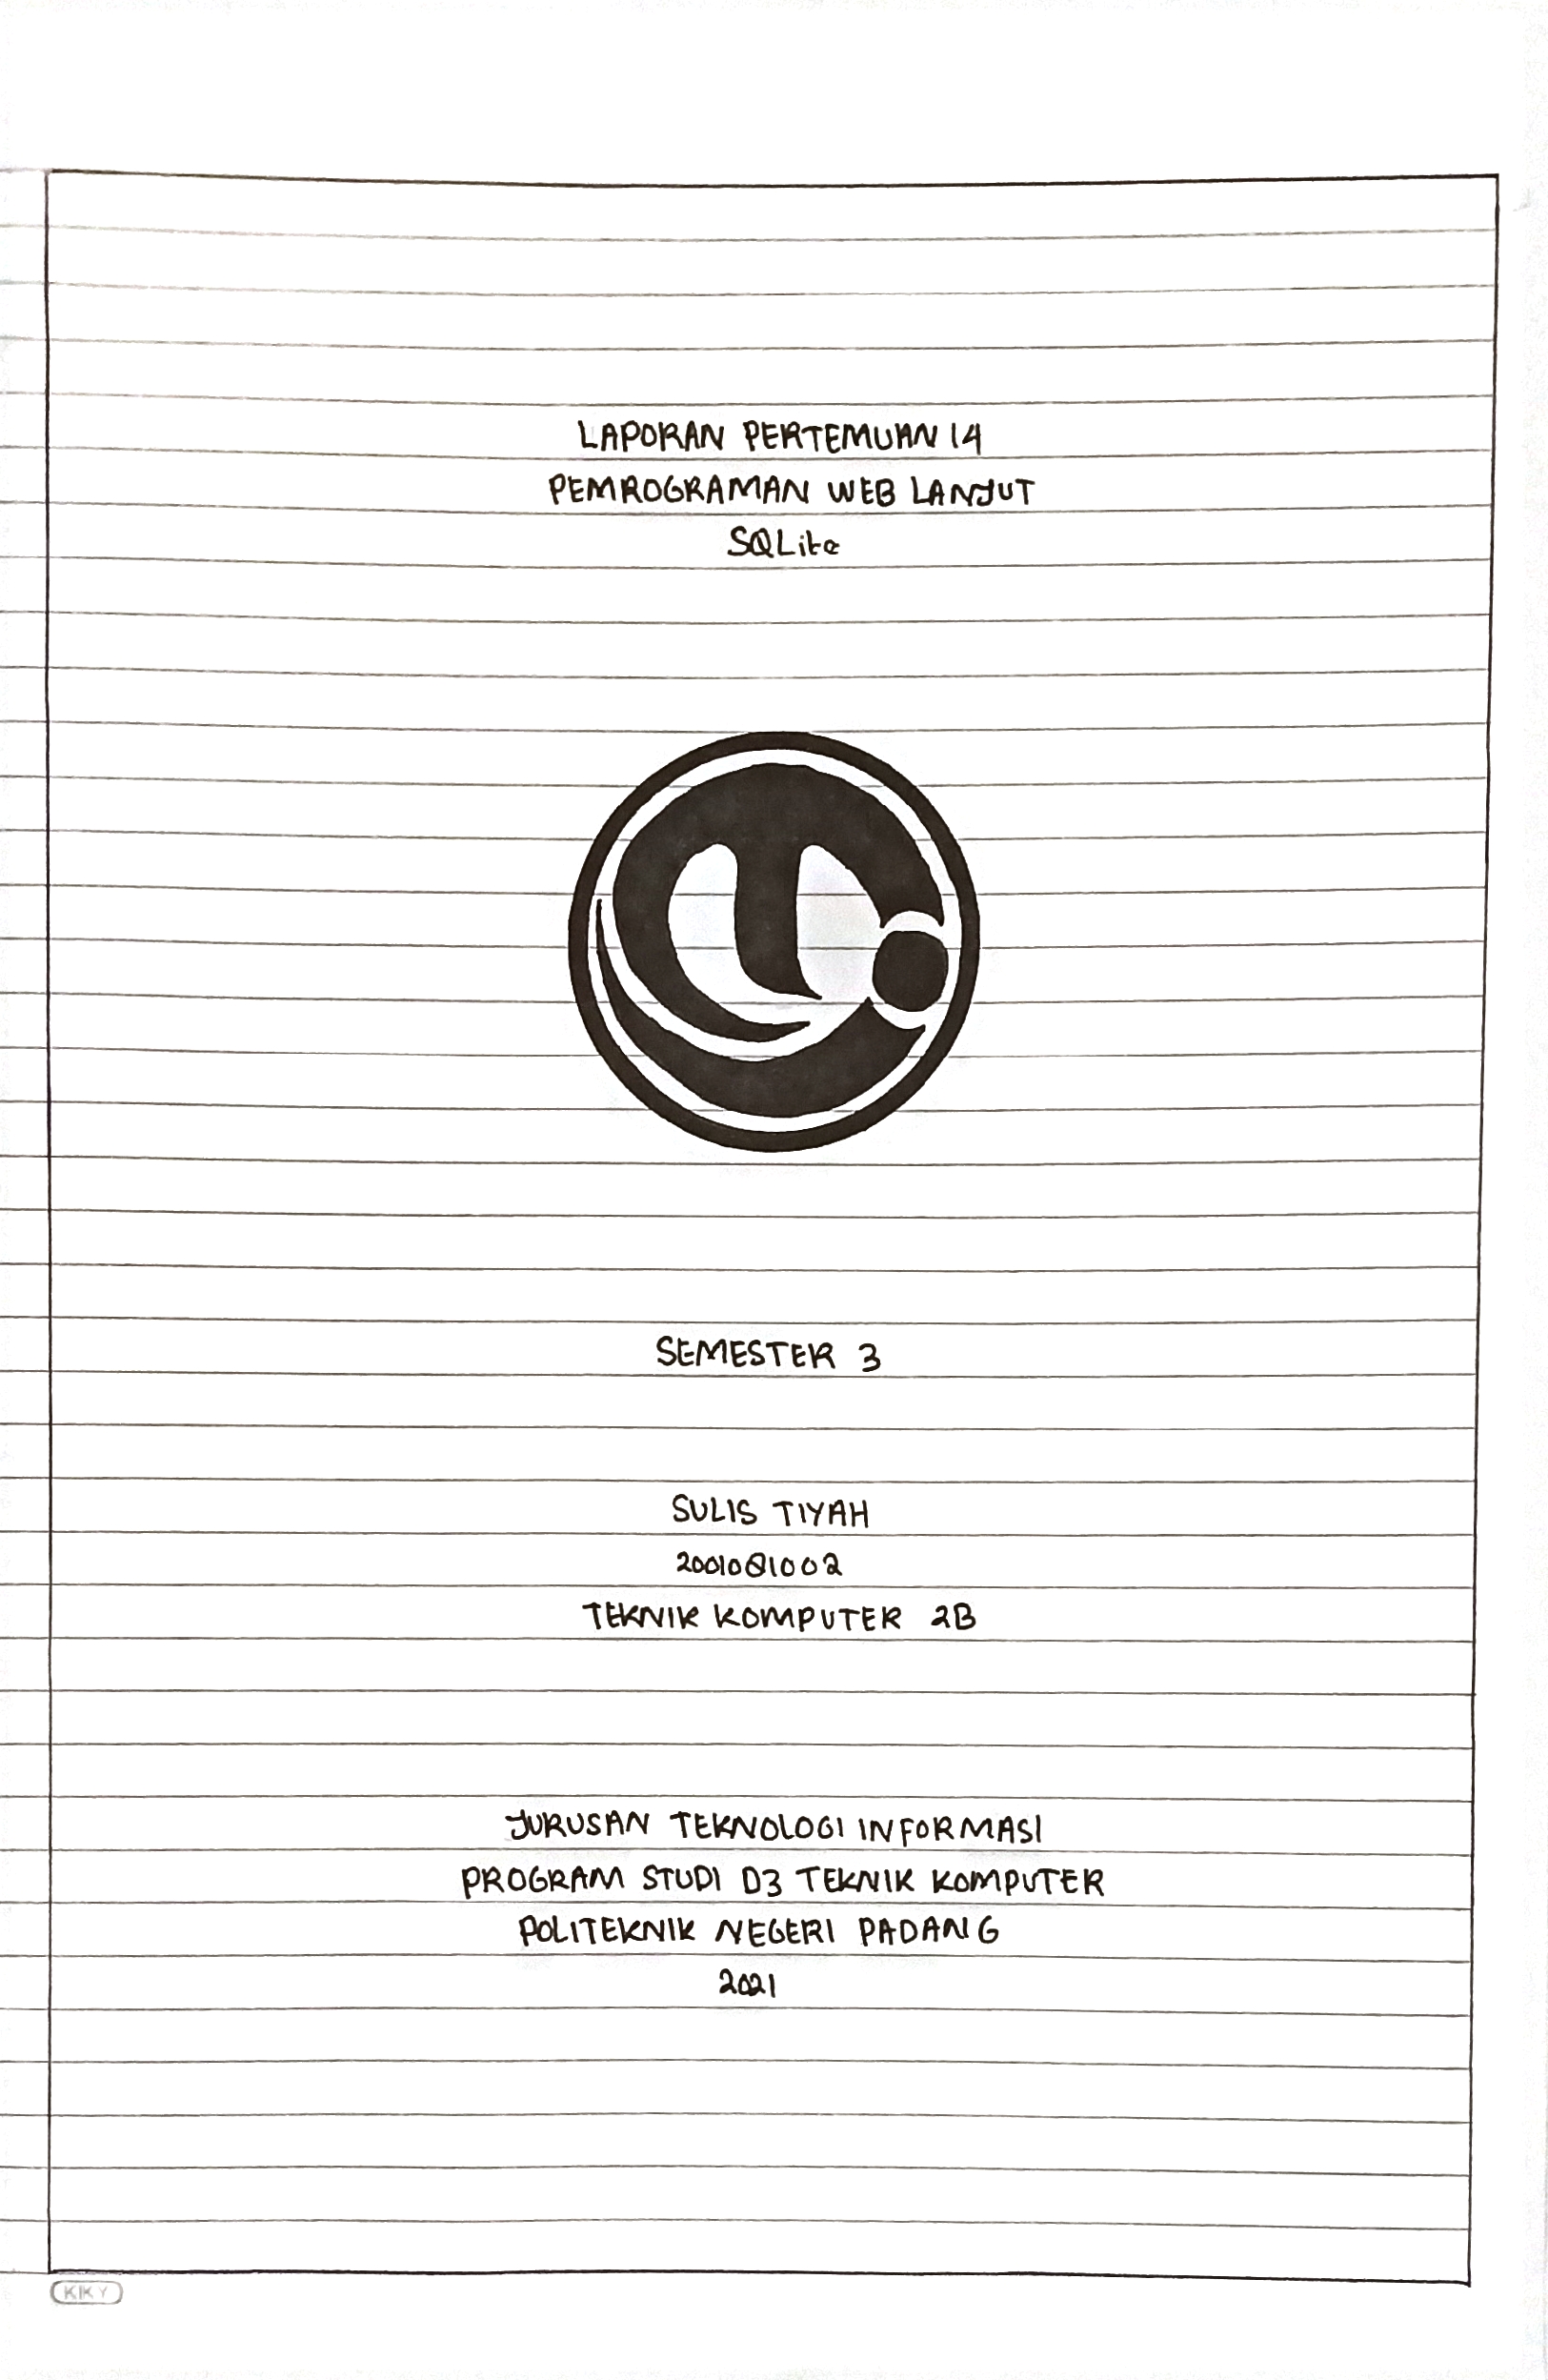 LAPORAN PERTEMUAN 14
PEMROGRAMAN WEB LANJUT
SQLite
SEMESTER 3
SULIS TIYAH
2001081002
TEKNIK KOMPUTER 2B
JURUSAN TEKNOLOGI INFORMASI
PROGRAM STUDI D3 TEKNIK KOMPUTER
POLITEKNIK NEGERI PADANG
2021
KIKY